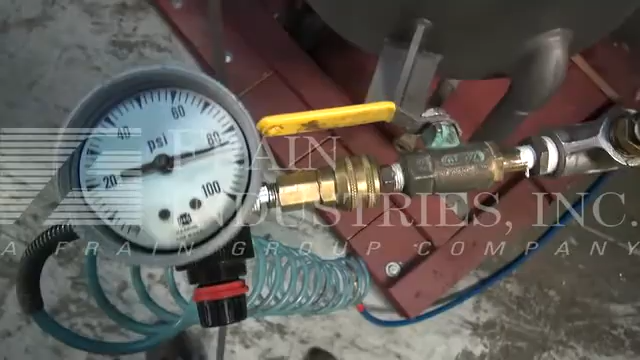 60
40
80
psi
20
100
FRAIN
INDUSTRIES, INC.
A FRAIN GROUP COMPANY